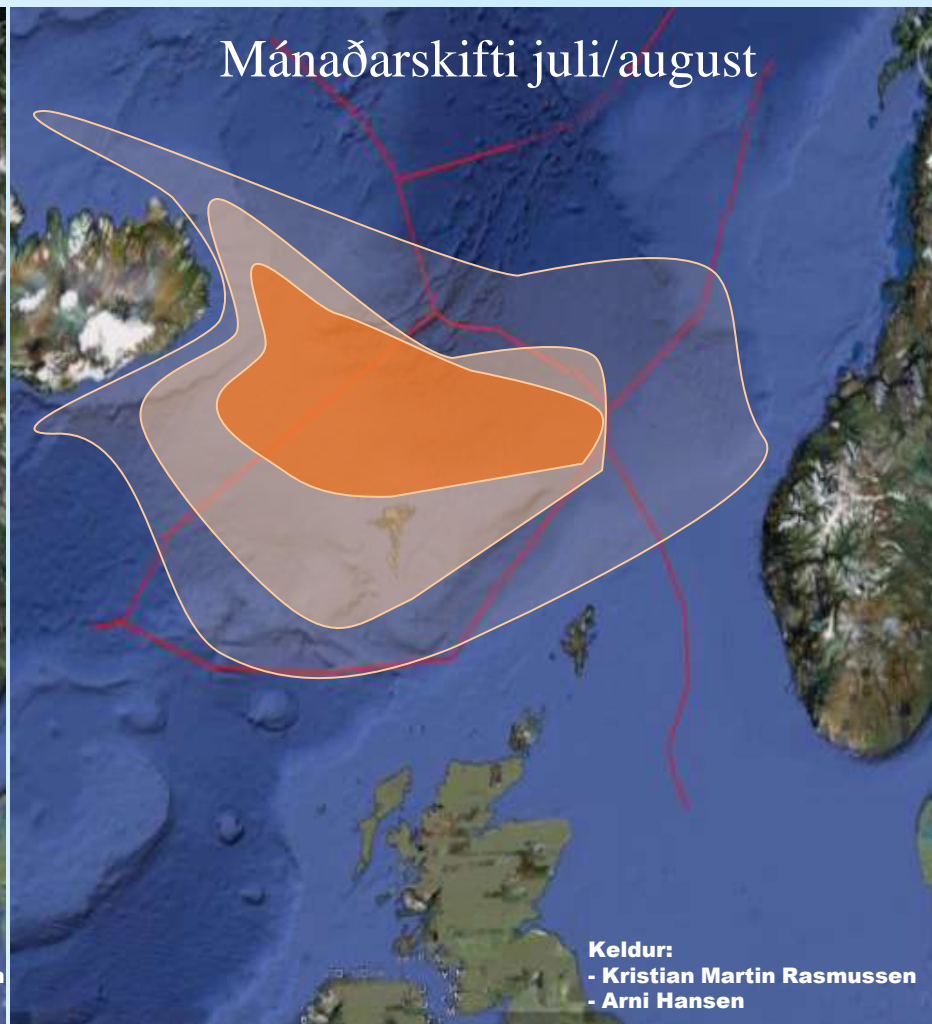 Mánaðarskifti juli/august
Keldur:
- Kristian Martin Rasmussen
- Arni Hansen